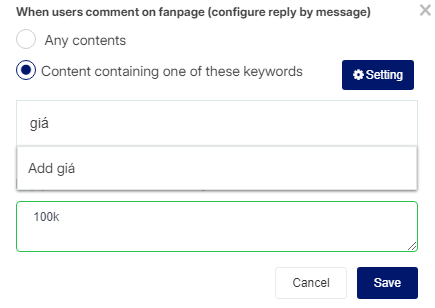 When users comment on fanpage (configure reply by message)
Any contents
Content containing one of these keywords
Setting
giá
Add giá
100k
Cancel
Save